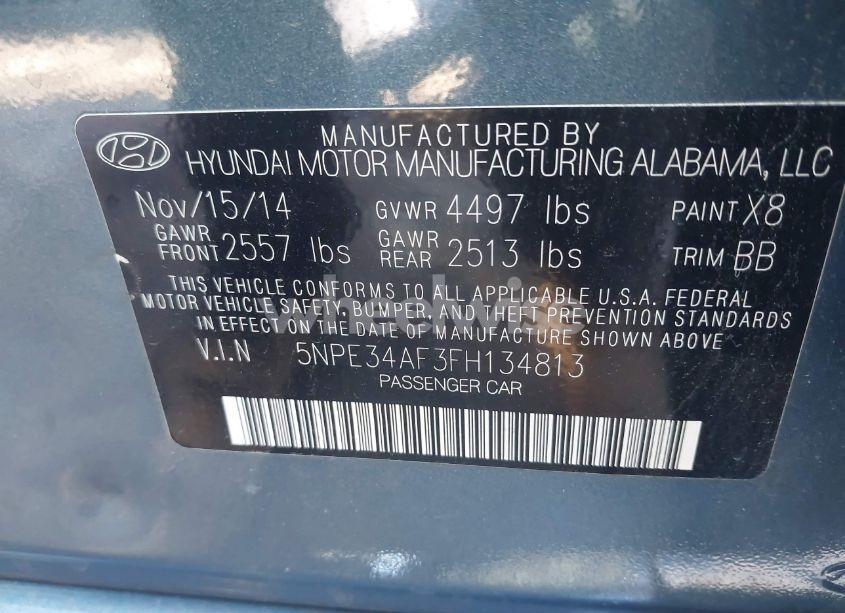 MANUFACTURED BY
HYUNDAI MOTOR MANUFACTURING ALABAMA, LLC
Nov/15/14 GVWR 4497 lbs PAINT X8
GAWR FRONT 2557 lbs GAWR REAR 2513 lbs TRIM BB
THIS VEHICLE CONFORMS TO ALL APPLICABLE U.S.A. FEDERAL
MOTOR VEHICLE SAFETY, BUMPER, AND THEFT PREVENTION STANDARDS
IN EFFECT ON THE DATE OF MANUFACTURE SHOWN ABOVE
V.I.N 5NPE34AF3FH134813
PASSENGER CAR